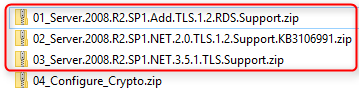 01_Server.2008.R2.SP1.Add.TLS.1.2.RDS.Support.zip
02_Server.2008.R2.SP1.NET.2.0.TLS.1.2.Support.KB3106991.zip
03_Server.2008.R2.SP1.NET.3.5.1.TLS.Support.zip
04_Configure_Crypto.zip